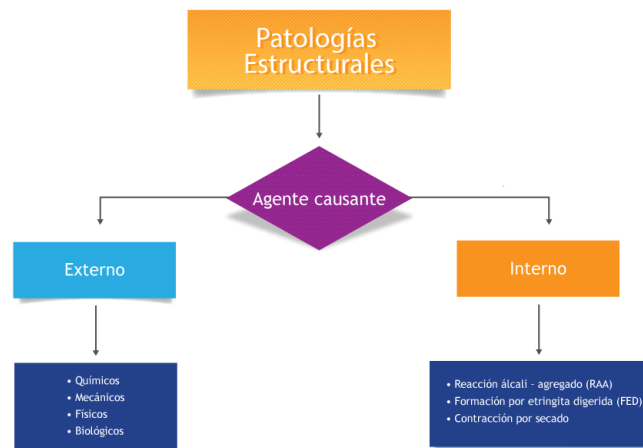 Patologías
Estructurales
Agente causante
Externo
Interno
• Químicos
• Mecánicos
• Físicos
• Biológicos
• Reacción álcali - agregado (RAA)
• Formación por etringita digerida (FED)
• Contracción por secado